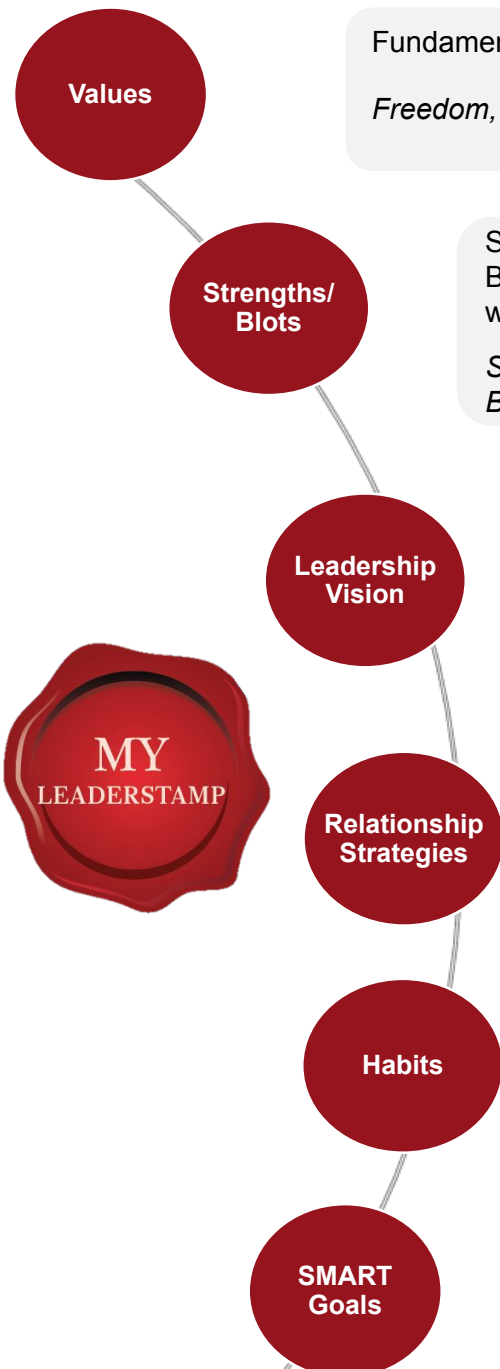 Values
Fundamen
Freedom,
Strengths/
Blots
S
B
w
S
B
Leadership
Vision
MY
LEADERSTAMP
Relationship
Strategies
Habits
SMART
Goals